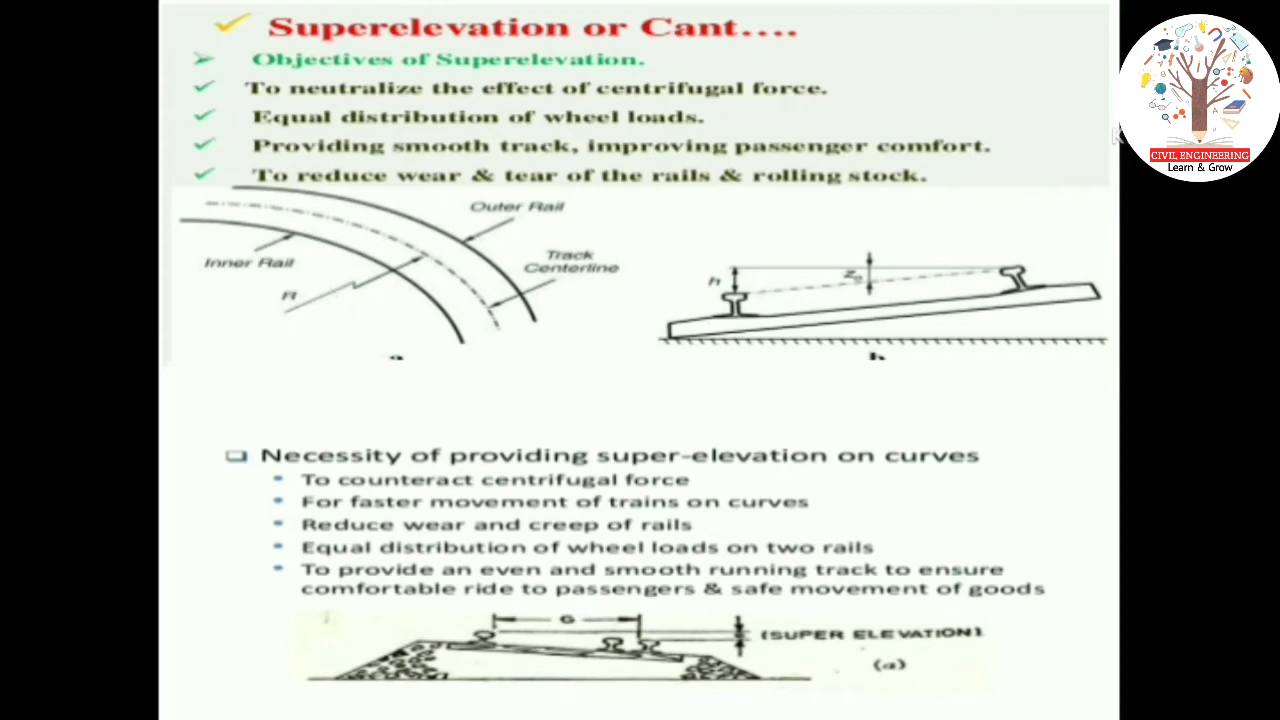 Superelevation or Cant....
Objectives of Superelevation.
To neutralize the effect of centrifugal force.
Equal distribution of wheel loads.
Providing smooth track, improving passenger comfort.
To reduce wear & tear of the rails & rolling stock.
Outer Rail
Inner Rail
Track
Centerline
R
h
CIVIL ENGINEERING
Learn & Grow
Necessity of providing super-elevation on curves
To counteract centrifugal force
For faster movement of trains on curves
Reduce wear and creep of rails
Equal distribution of wheel loads on two rails
To provide an even and smooth running track to ensure
comfortable ride to passengers & safe movement of goods
G
(SUPER ELEVATION)
(a)